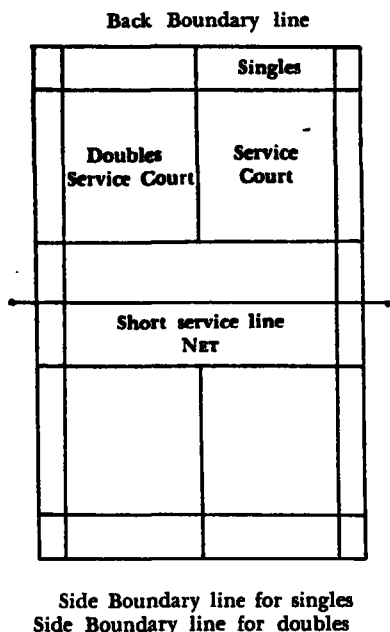 Back Boundary line
Singles
Doubles
Service Court
Service
Court
Short service line
NET
Side Boundary line for singles
Side Boundary line for doubles